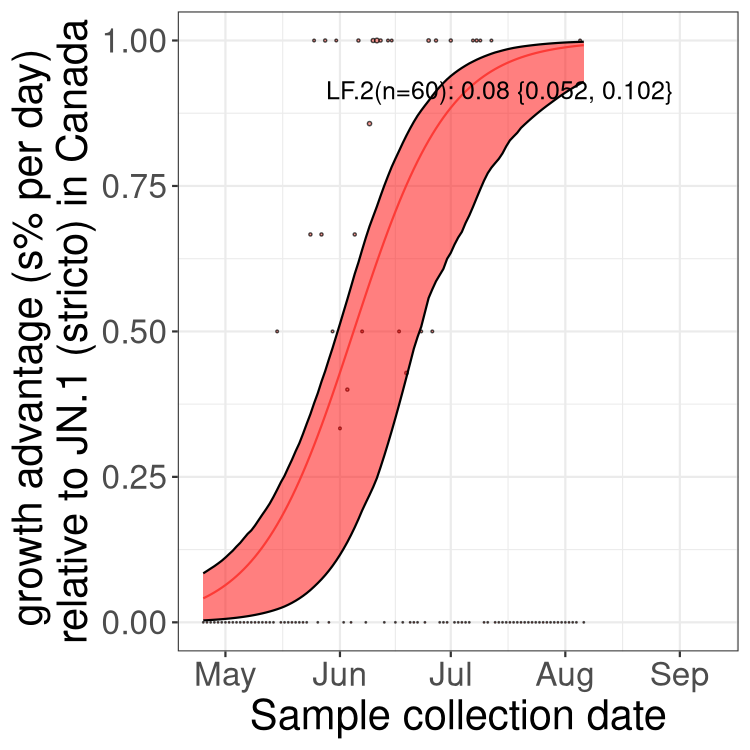 growth advantage (s% per day)
relative to JN.1 (stricto) in Canada
1.00
0.75
0.50
0.25
0.00
LF.2(n=60): 0.08 {0.052, 0.102}
May Jun Jul Aug Sep
Sample collection date